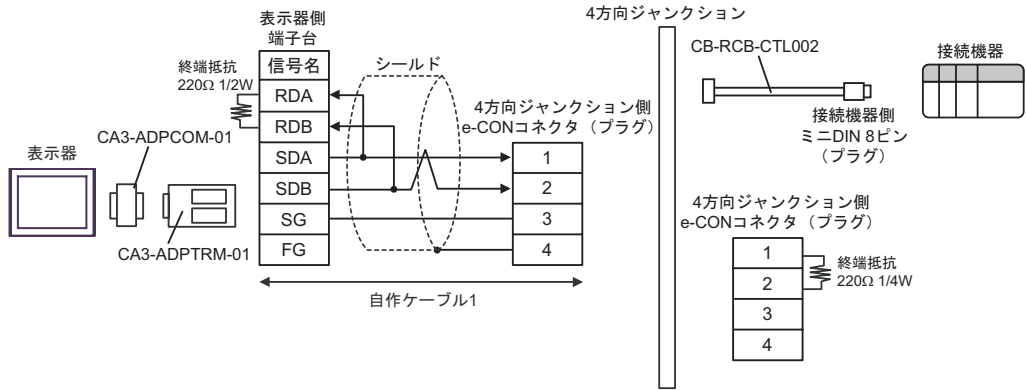 4方向ジャンクション
表示器側
端子台
信号名
RDA
RDB
SDA
SDB
SG
FG
終端抵抗
220Ω 1/2W
シールド
CA3-ADPCOM-01
表示器
CA3-ADPTRM-01
4方向ジャンクション側
e-CONコネクタ（プラグ）
1
2
3
4
自作ケーブル1
CB-RCB-CTL002
接続機器
接続機器側
ミニDIN 8ピン
（プラグ）
4方向ジャンクション側
e-CONコネクタ（プラグ）
1
2
3
4
終端抵抗
220Ω 1/4W